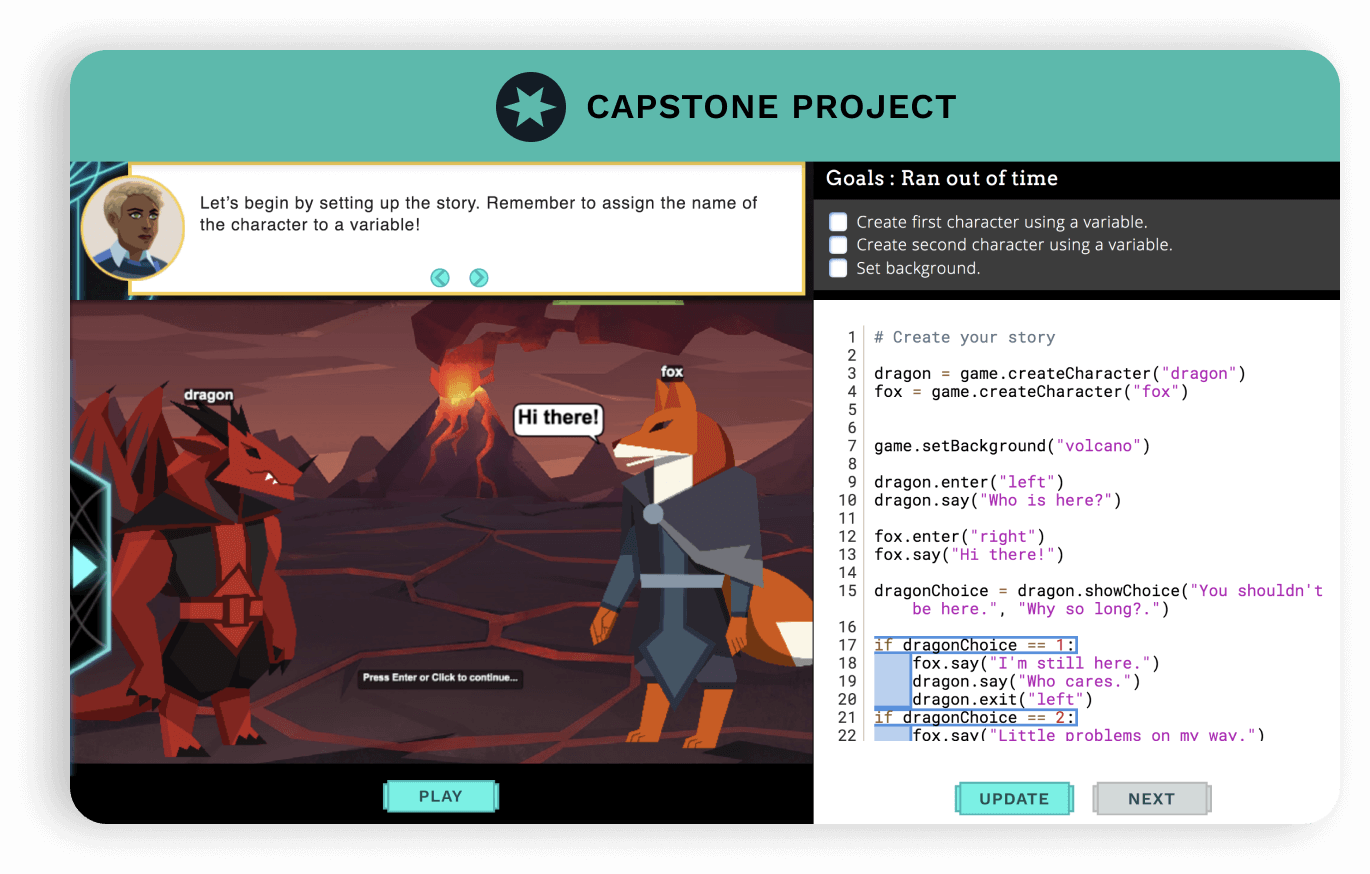 CAPSTONE PROJECT
Let's begin by setting up the story. Remember to assign the name of
the character to a variable!
Goals : Ran out of time
Create first character using a variable.
Create second character using a variable.
Set background.
dragon
fox
Hi there!
Press Enter or Click to continue...
PLAY
1 # Create your story
2
3 dragon = game.createCharacter("dragon")
4 fox = game.createCharacter("fox")
5
6
7 game.setBackground("volcano")
8
9 dragon.enter("left")
10 dragon.say("Who is here?")
11
12 fox.enter("right")
13 fox.say("Hi there!")
14
15 dragonChoice = dragon.showChoice("You shouldn't
be here.", "Why so long?.")
16
17 if dragonChoice == 1:
18 fox.say("I'm still here.")
19 dragon.say("Who cares.")
20 dragon.exit("left")
21 if dragonChoice == 2:
22 fox.say("Little problems on my way.")
UPDATE
NEXT